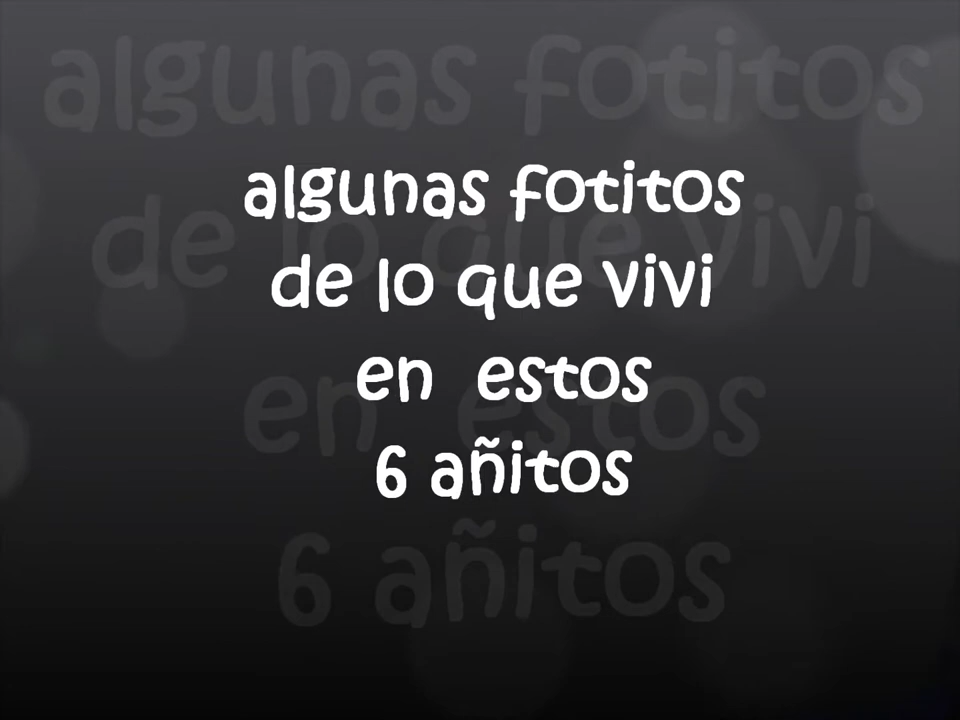 algunas fotitos
de lo que vivi
en estos
6 añitos